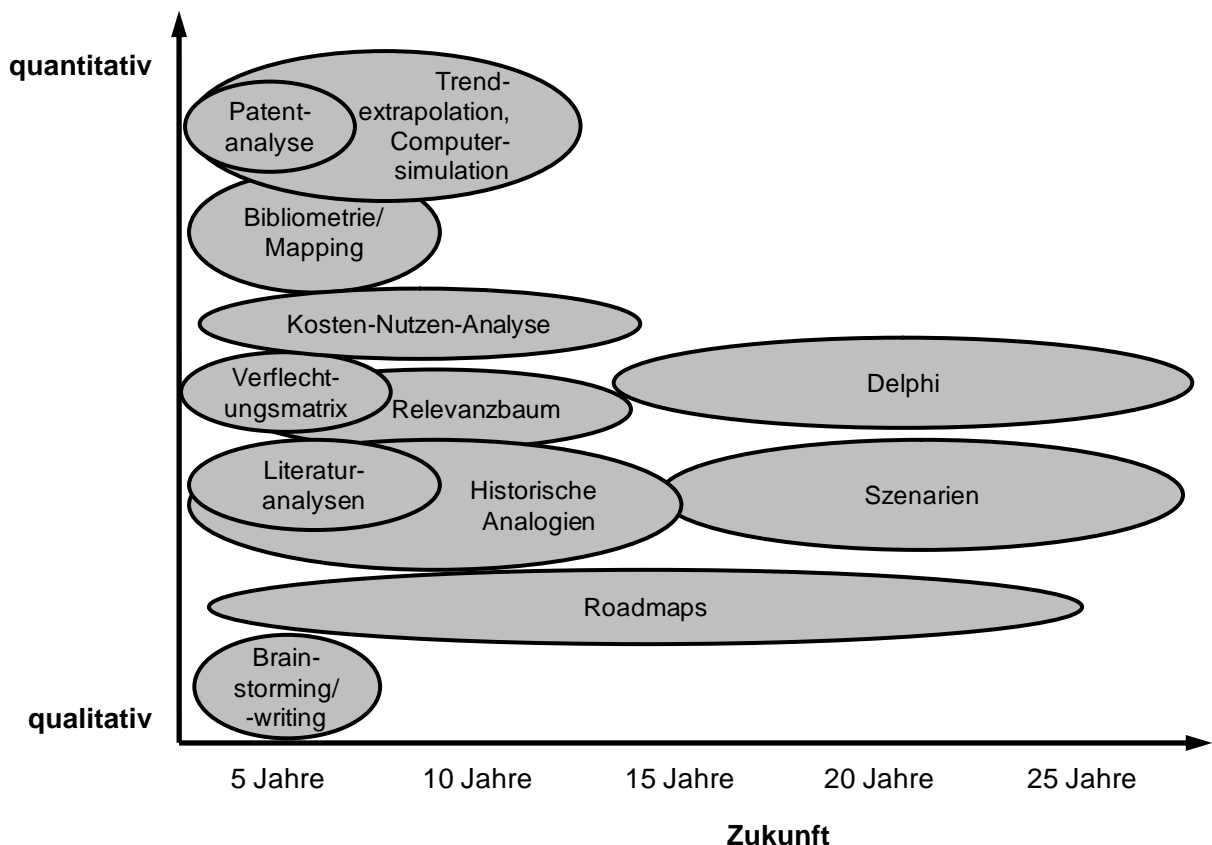 quantitativ
Trend-
extrapolation,
Computer-
simulation
Patent-
analyse
Bibliometrie/
Mapping
Kosten-Nutzen-Analyse
Verflecht-
ungsmatrix
Relevanzbaum
Delphi
Literatur-
analysen
Historische
Analogien
Szenarien
Roadmaps
Brain-
storming/
-writing
qualitativ
5 Jahre
10 Jahre
15 Jahre
20 Jahre
25 Jahre
Zukunft